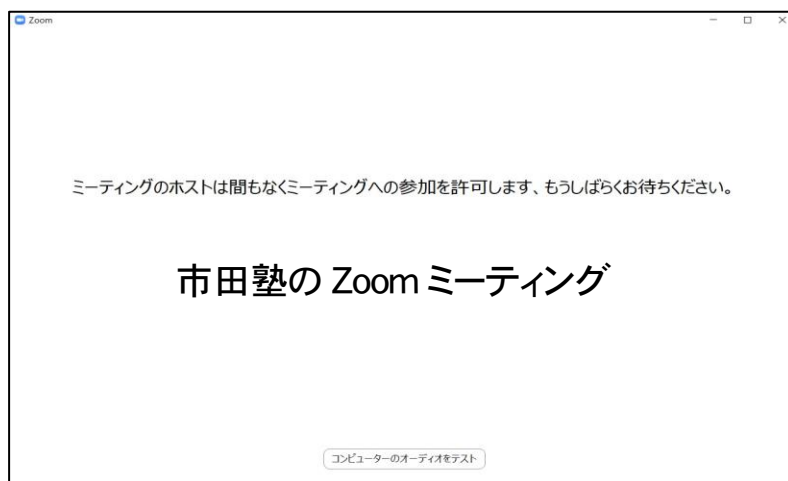 Zoom
ミーティングのホストは間もなくミーティングへの参加を許可します、もうしばらくお待ちください。
市田塾の Zoom ミーティング
コンピューターのオーディオをテスト